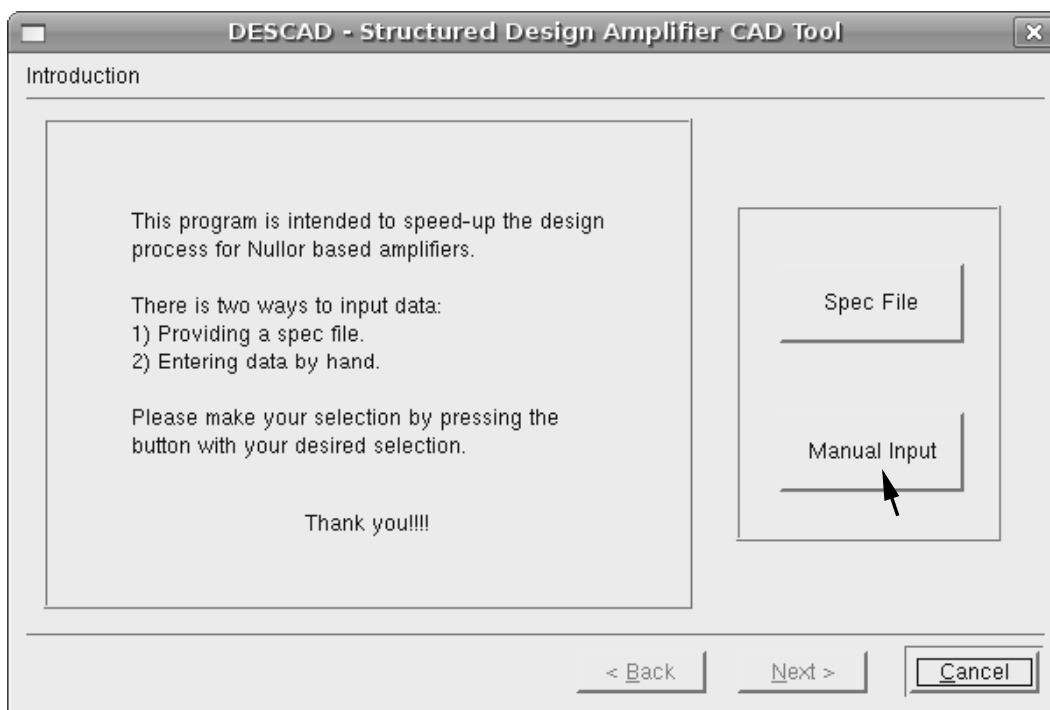 DESCAD - Structured Design Amplifier CAD Tool
Introduction
This program is intended to speed-up the design
process for Nullor based amplifiers.
There is two ways to input data:
1) Providing a spec file.
2) Entering data by hand.
Please make your selection by pressing the
button with your desired selection.
Thank you!!!!
Spec File
Manual Input
< Back
Next >
Cancel